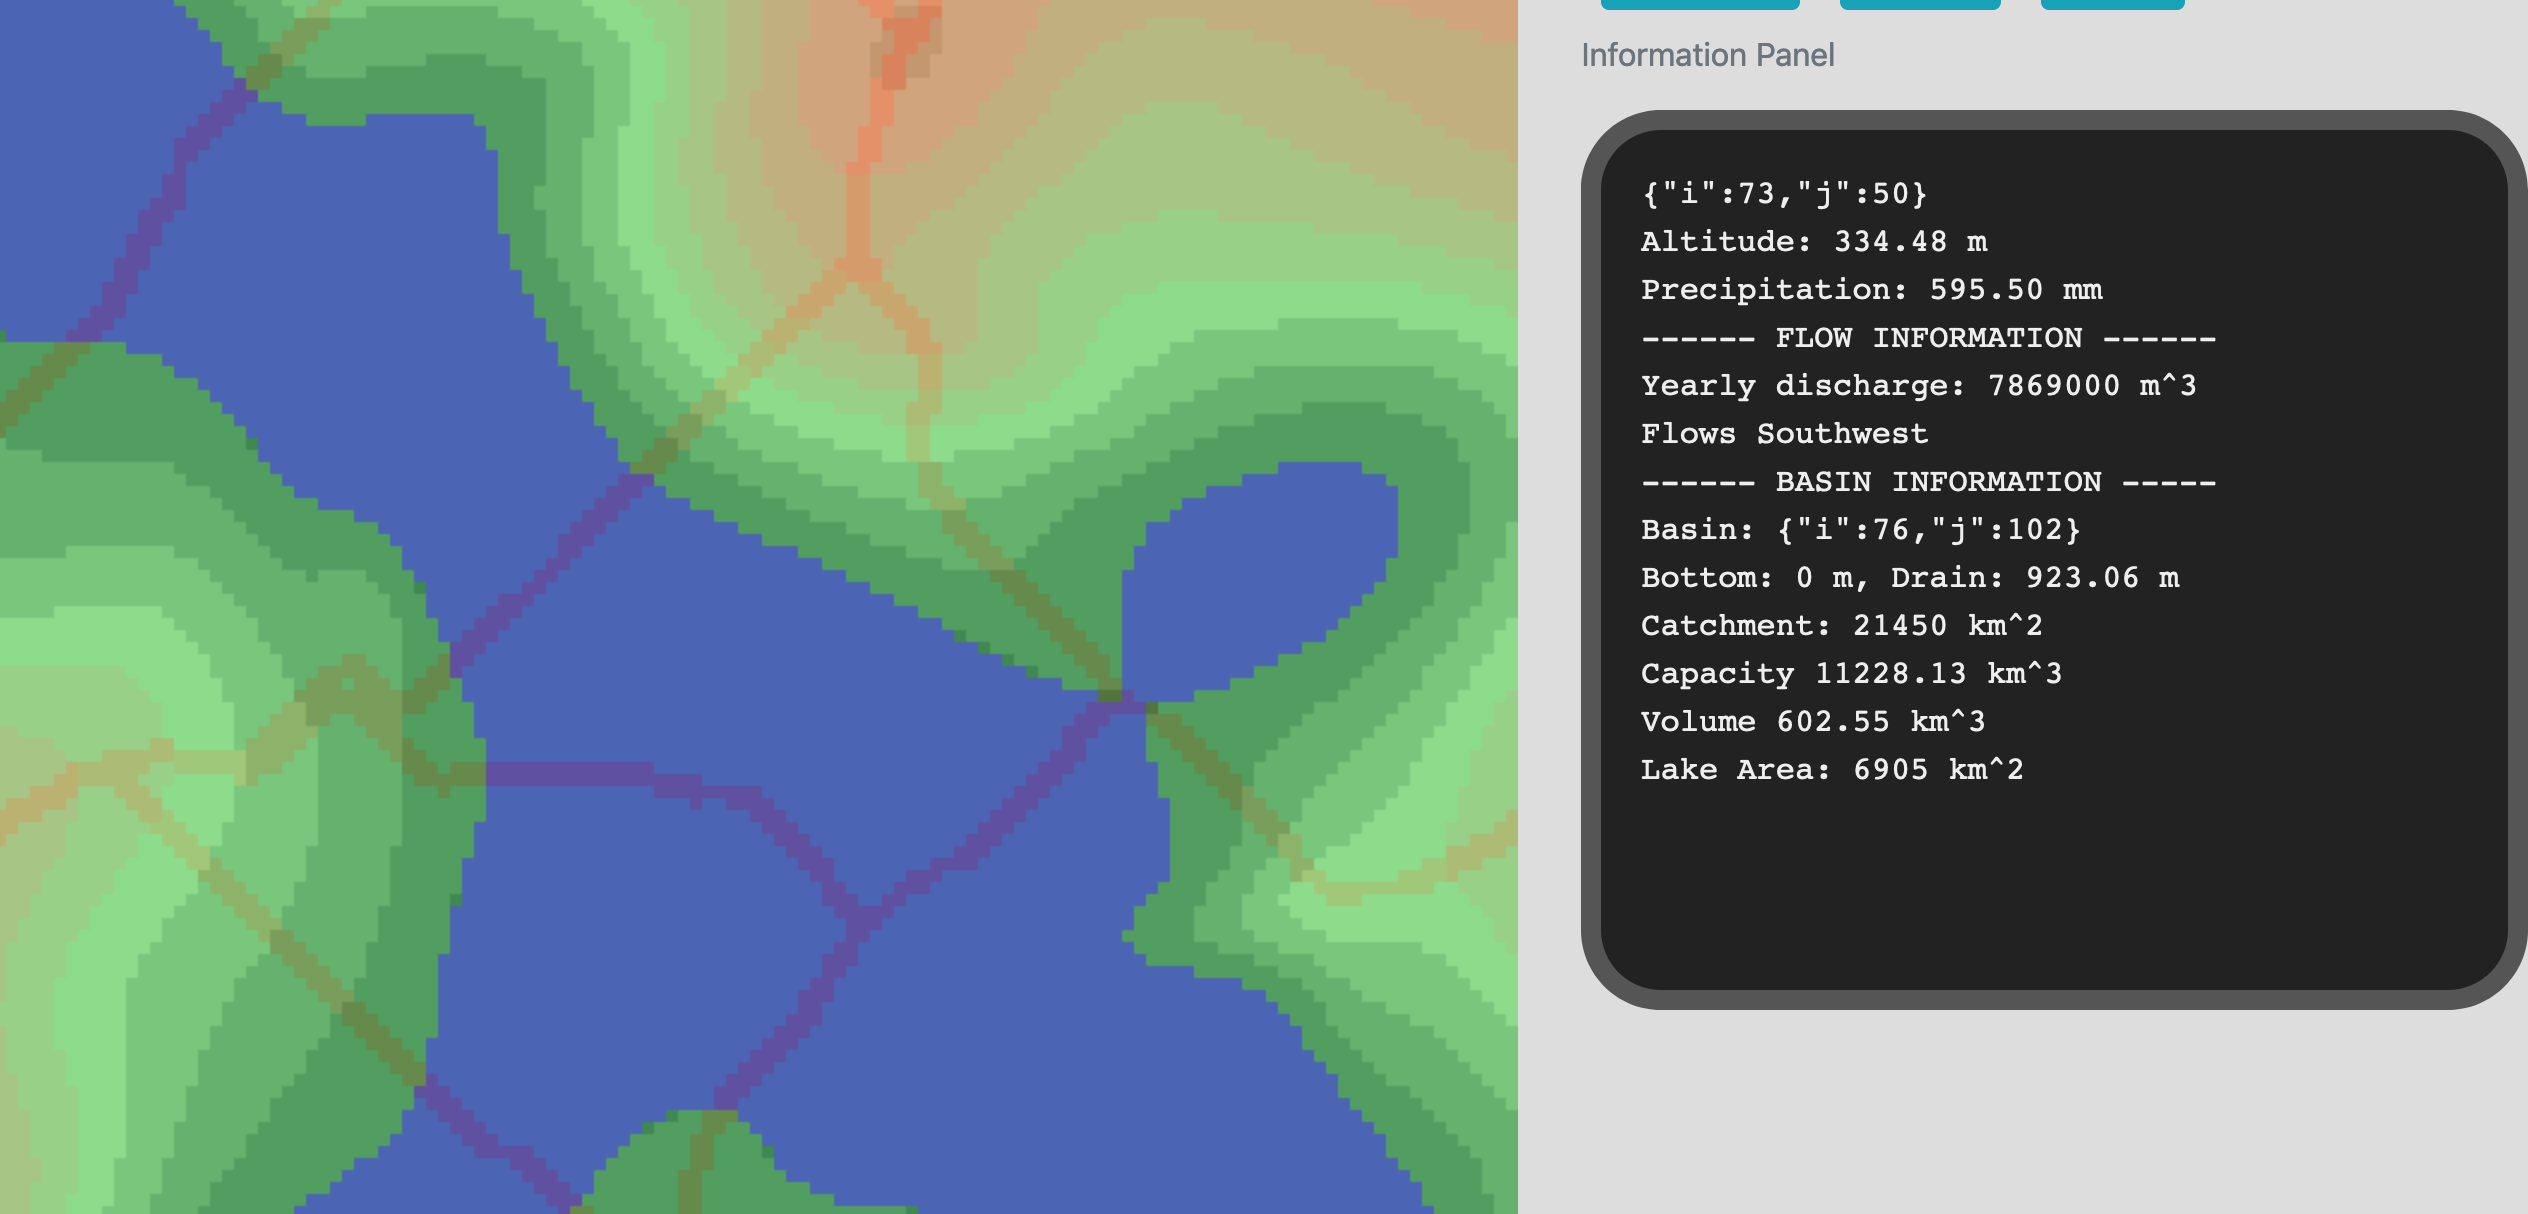 Information Panel
{"i":73,"j":50}
Altitude: 334.48 m
Precipitation: 595.50 mm
------ FLOW INFORMATION ------
Yearly discharge: 7869000 m^3
Flows Southwest
------ BASIN INFORMATION -----
Basin: {"i":76,"j":102}
Bottom: 0 m, Drain: 923.06 m
Catchment: 21450 km^2
Capacity 11228.13 km^3
Volume 602.55 km^3
Lake Area: 6905 km^2